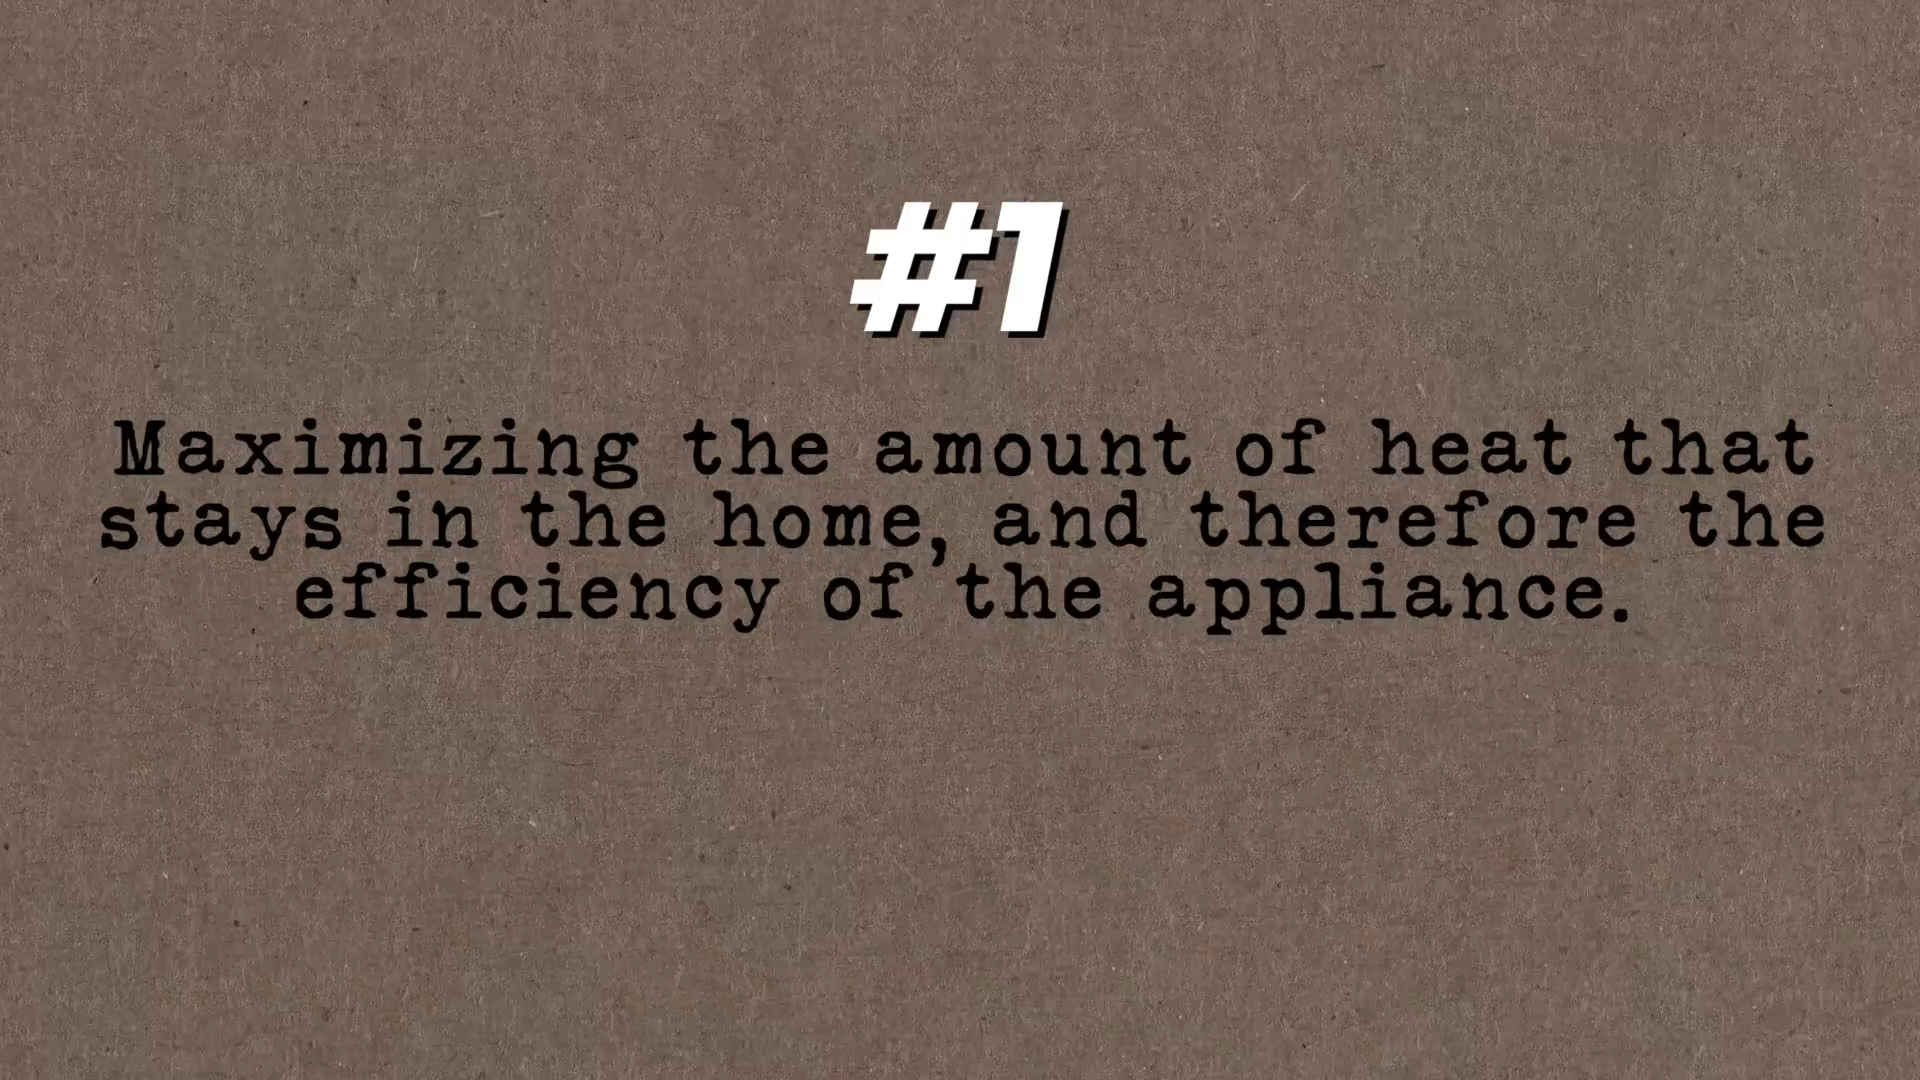 #1
Maximizing the amount of heat that
stays in the home, and therefore the
efficiency of the appliance.